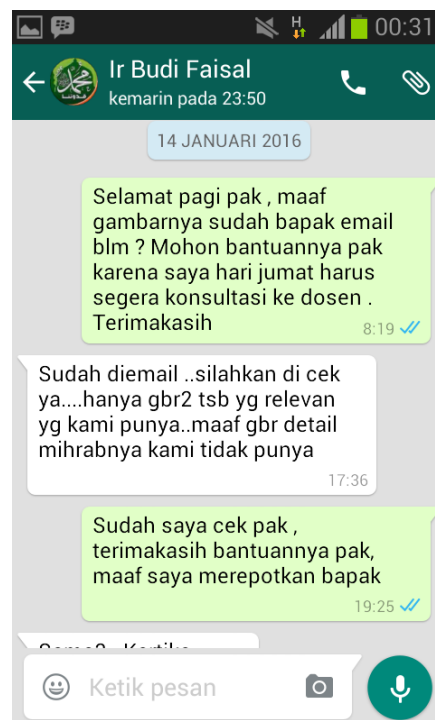 H 00:31
Ir Budi Faisal
kemarin pada 23:50
14 JANUARI 2016
Selamat pagi pak , maaf
gambarnya sudah bapak email
blm ? Mohon bantuannya pak
karena saya hari jumat harus
segera konsultasi ke dosen .
Terimakasih
8:19
Sudah diemail ..silahkan di cek
ya....hanya gbr2 tsb yg relevan
yg kami punya..maaf gbr detail
mihrabnya kami tidak punya
17:36
Sudah saya cek pak ,
terimakasih bantuannya pak,
maaf saya merepotkan bapak
19:25
Ketik pesan